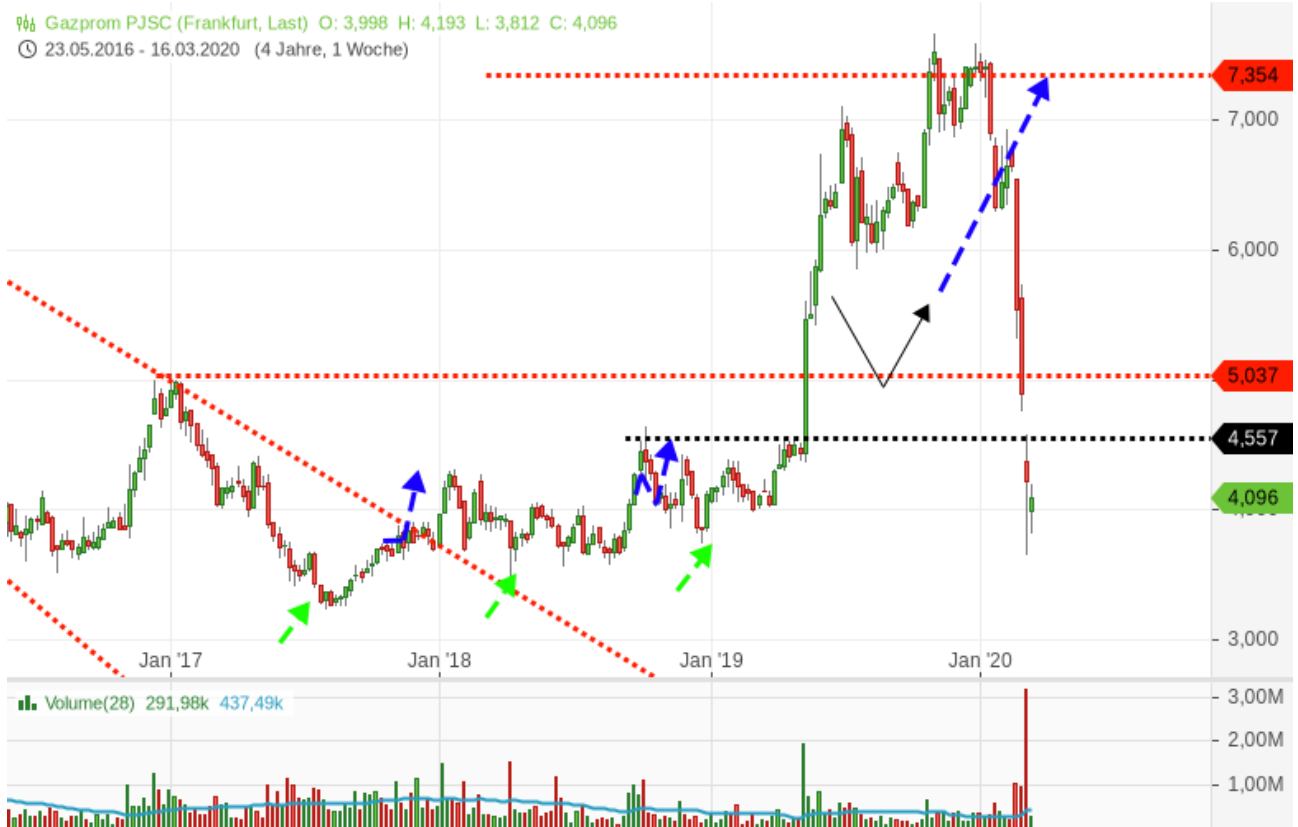 Gazprom PJSC (Frankfurt, Last) O: 3,998 H: 4,193 L: 3,812 C: 4,096
23.05.2016 - 16.03.2020 (4 Jahre, 1 Woche)
7,354
7,000
6,000
5,037
4,557
4,096
3,000
Jan '17 Jan '18 Jan '19 Jan '20
Volume(28) 291,98k 437,49k
3,00M
2,00M
1,00M